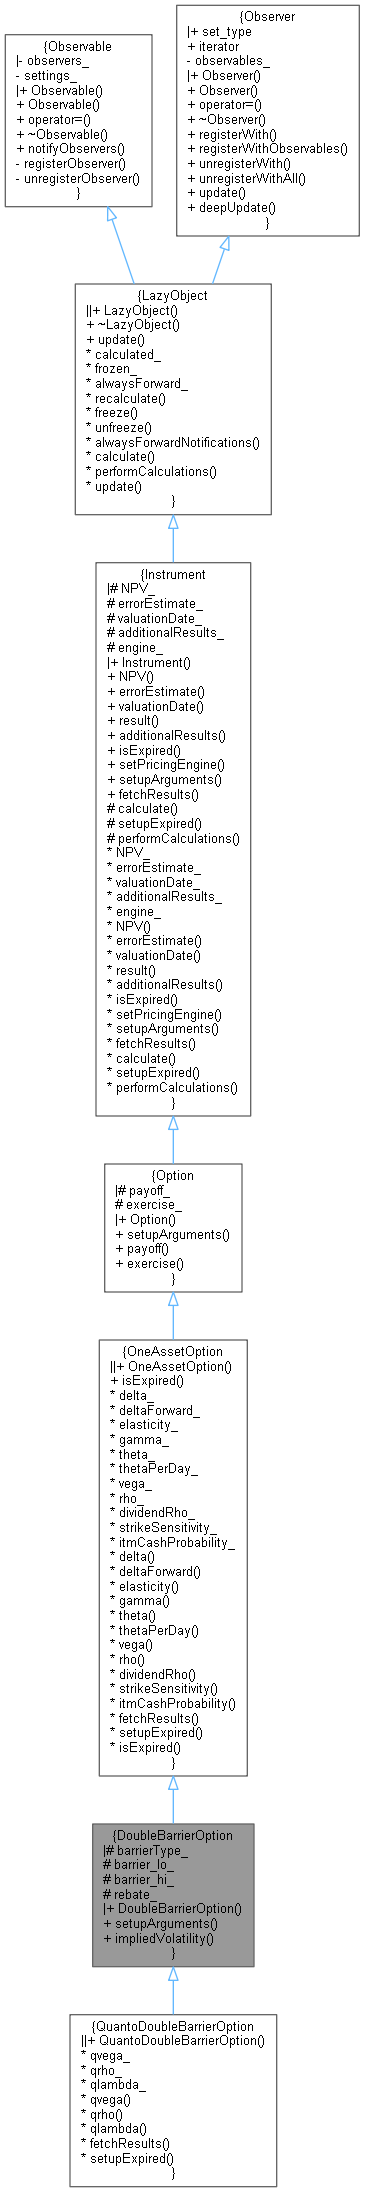 {Observable
|- observers_
- settings_
|+ Observable()
+ Observable()
+ operator=()
+ ~Observable()
+ notifyObservers()
- registerObserver()
- unregisterObserver()
}
{Observer
|+ set_type
+ iterator
- observables_
|+ Observer()
+ Observer()
+ operator=()
+ ~Observer()
+ registerWith()
+ registerWithObservables()
+ unregisterWith()
+ unregisterWithAll()
+ update()
+ deepUpdate()
}
{LazyObject
||+ LazyObject()
+ ~LazyObject()
+ update()
* calculated_
* frozen_
* alwaysForward_
* recalculate()
* freeze()
* unfreeze()
* alwaysForwardNotifications()
* calculate()
* performCalculations()
* update()
}
{Instrument
|# NPV_
# errorEstimate_
# valuationDate_
# additionalResults_
# engine_
|+ Instrument()
+ NPV()
+ errorEstimate()
+ valuationDate()
+ result()
+ additionalResults()
+ isExpired()
+ setPricingEngine()
+ setupArguments()
+ fetchResults()
# calculate()
# setupExpired()
# performCalculations()
* NPV_
* errorEstimate_
* valuationDate_
* additionalResults_
* engine_
* NPV()
* errorEstimate()
* valuationDate()
* result()
* additionalResults()
* isExpired()
* setPricingEngine()
* setupArguments()
* fetchResults()
* calculate()
* setupExpired()
* performCalculations()
}
{Option
|# payoff_
# exercise_
|+ Option()
+ setupArguments()
+ payoff()
+ exercise()
}
{OneAssetOption
||+ OneAssetOption()
+ isExpired()
* delta_
* deltaForward_
* elasticity_
* gamma_
* theta_
* thetaPerDay_
* vega_
* rho_
* dividendRho_
* strikeSensitivity_
* itmCashProbability_
* delta()
* deltaForward()
* elasticity()
* gamma()
* theta()
* thetaPerDay()
* vega()
* rho()
* dividendRho()
* strikeSensitivity()
* itmCashProbability()
* fetchResults()
* setupExpired()
* isExpired()
}
{DoubleBarrierOption
|# barrierType_
# barrier_lo_
# barrier_hi_
# rebate_
|+ DoubleBarrierOption()
+ setupArguments()
+ impliedVolatility()
}
{QuantoDoubleBarrierOption
||+ QuantoDoubleBarrierOption()
* qvega_
* qrho_
* qlambda_
* qvega()
* qrho()
* qlambda()
* fetchResults()
* setupExpired()
}